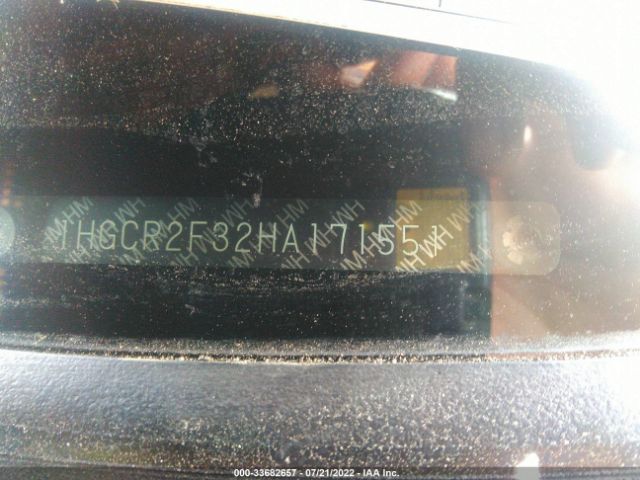 1HGCR2F32HA171551
000-33682657 - 07/21/2022 - IAA Inc.